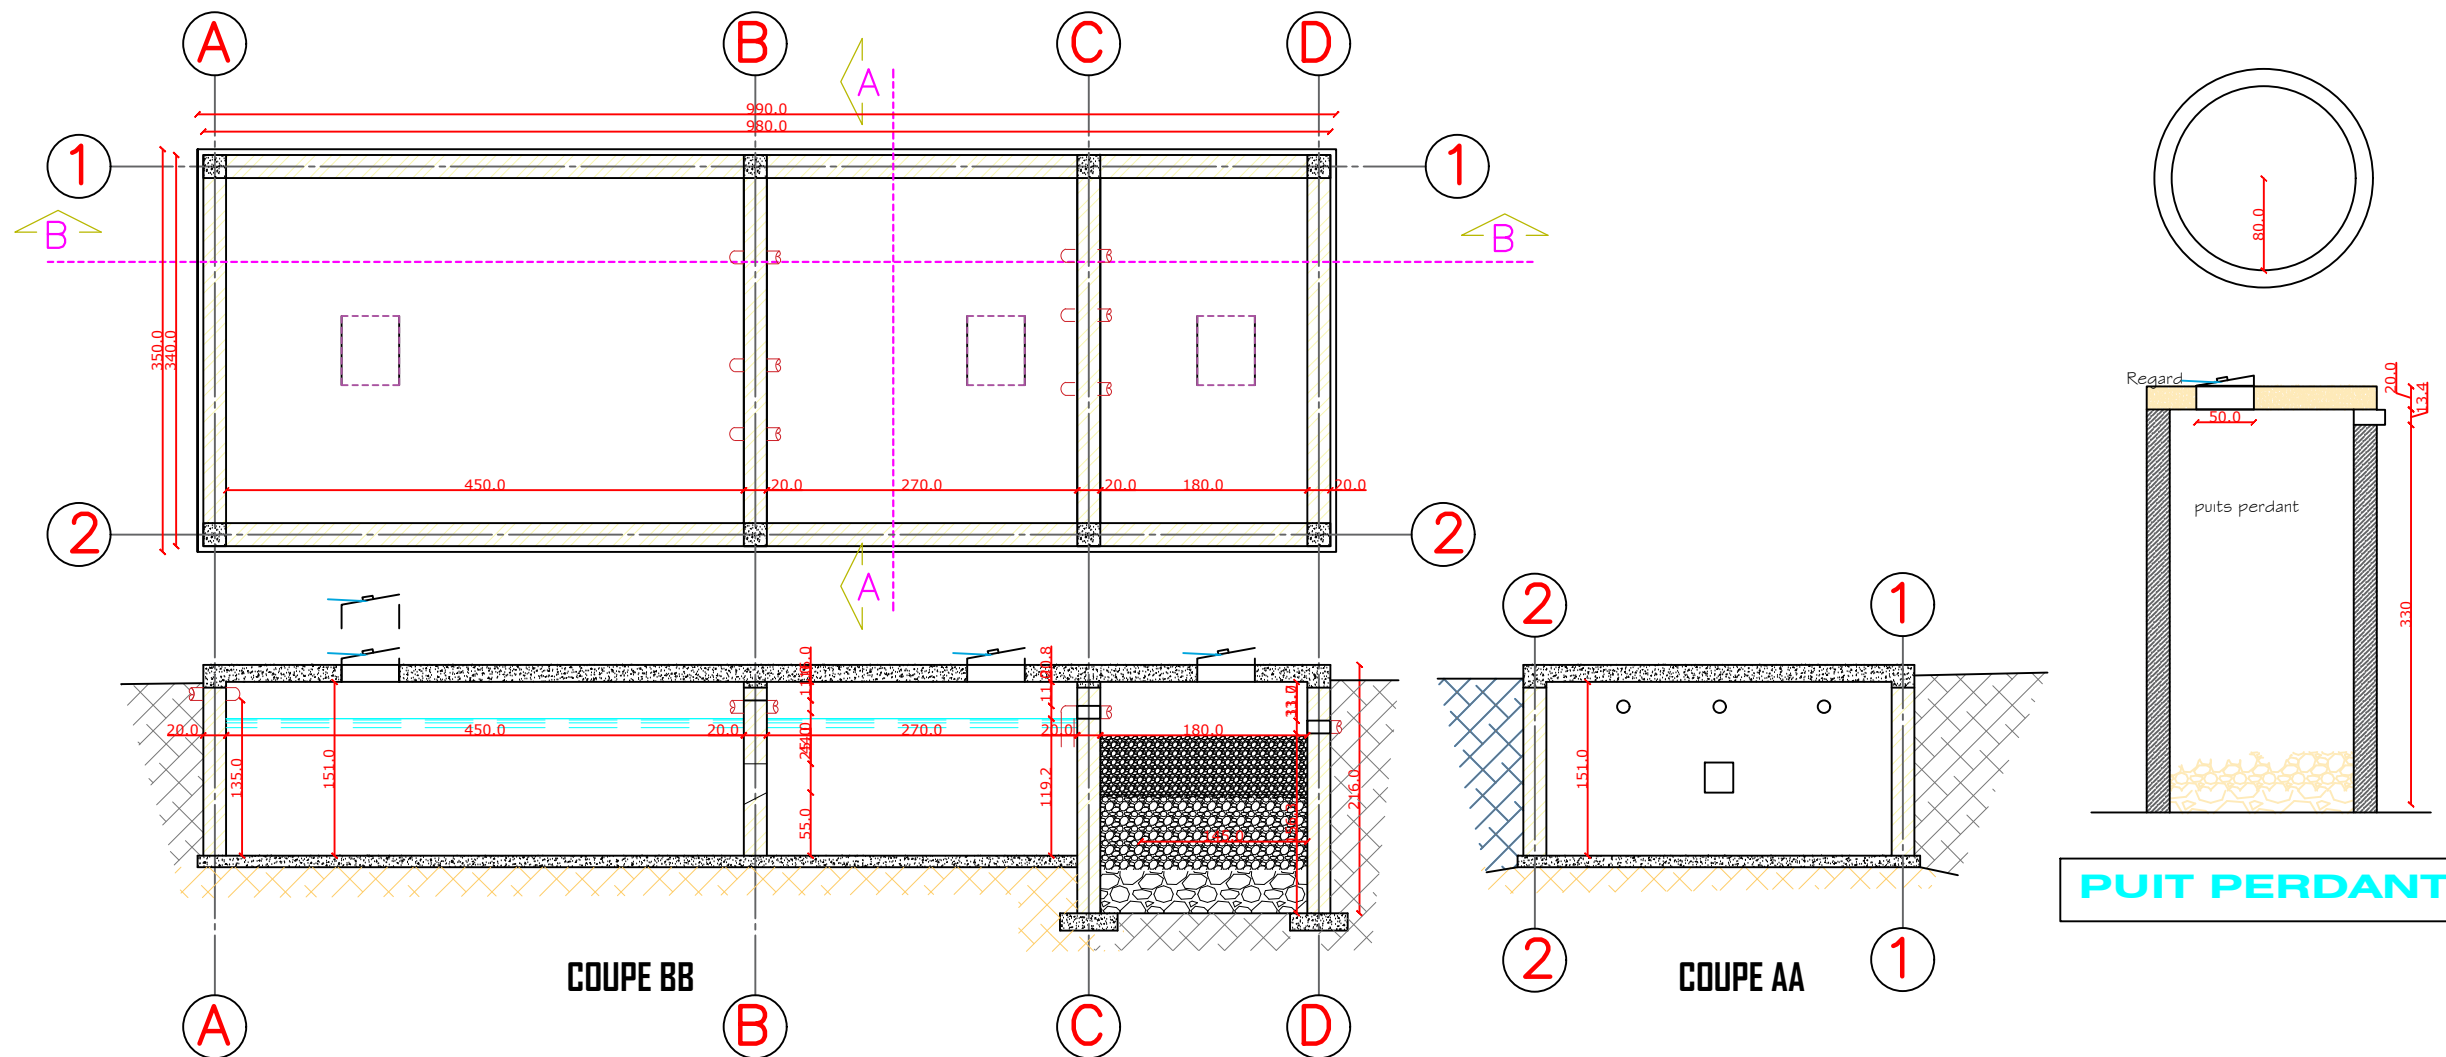 A
B
C
D
A
990.0
980.0
1
1
B
B
80.0
350.0
340.0
Regard
20.0
13.4
50.0
450.0
20.0
270.0
20.0
180.0
20.0
puits perdant
2
2
A
2
1
330
20.0
450.0
20.0
270.0
20.0
180.0
135.0
151.0
55.0
119.2
216.0
151.0
PUIT PERDANT
COUPE BB
COUPE AA
2
1
A
B
C
D